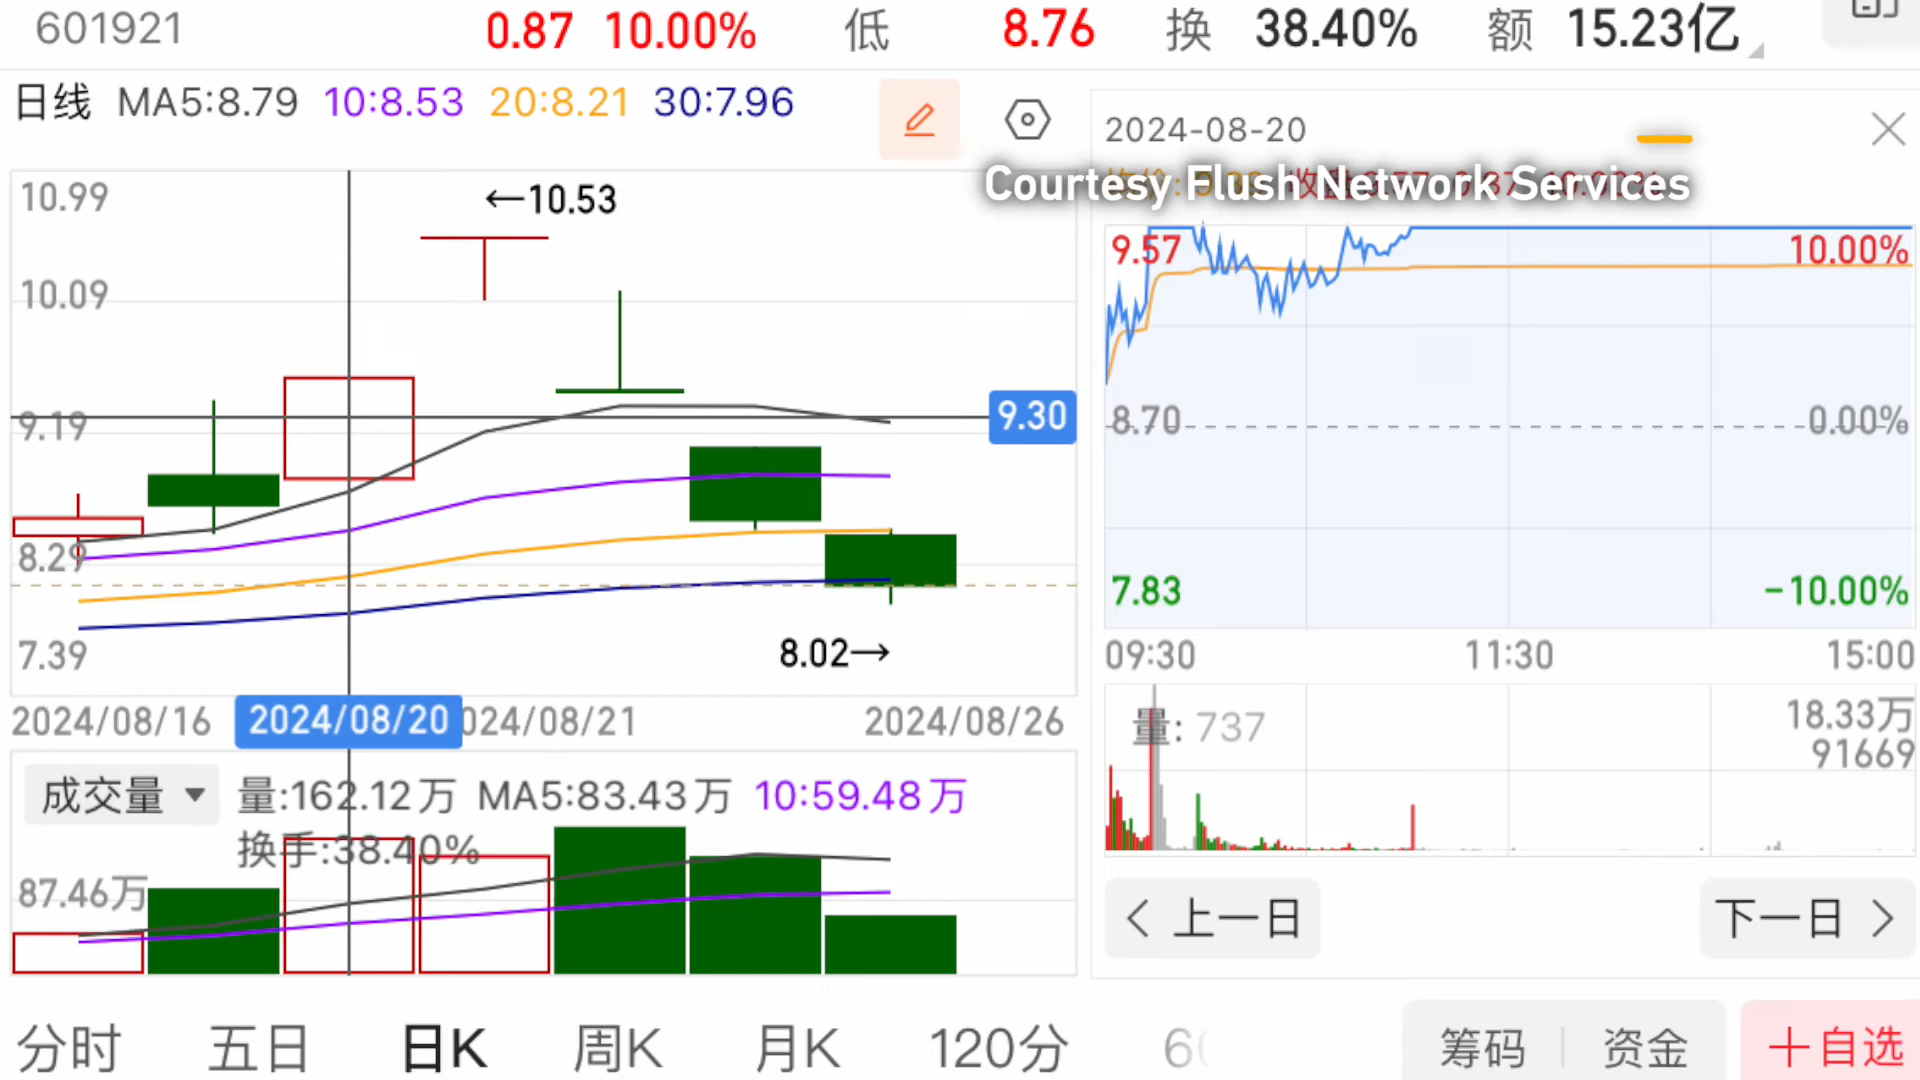 601921 0.87 10.00% 低 8.76 换 38.40% 额 15.23亿
日线 MA5:8.79 10:8.53 20:8.21 30:7.96
2024-08-20
Courtesy Flush Network Services
10.99
←10.53
10.09
9.19
9.30
8.29
7.39
8.02→
2024/08/16 2024/08/20 024/08/21 2024/08/26
成交量 量:162.12万 MA5:83.43万 10:59.48万
换手:38.40%
87.46万
9.57 10.00%
8.70 0.00%
7.83 -10.00%
09:30 11:30 15:00
量: 737 18.33万
91669
上一日 下一日
分时 五日 日K 周K 月K 120分
筹码 资金 十自选